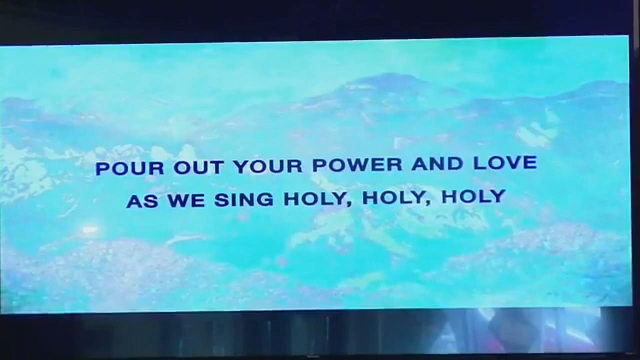 POUR OUT YOUR POWER AND LOVE
AS WE SING HOLY, HOLY, HOLY